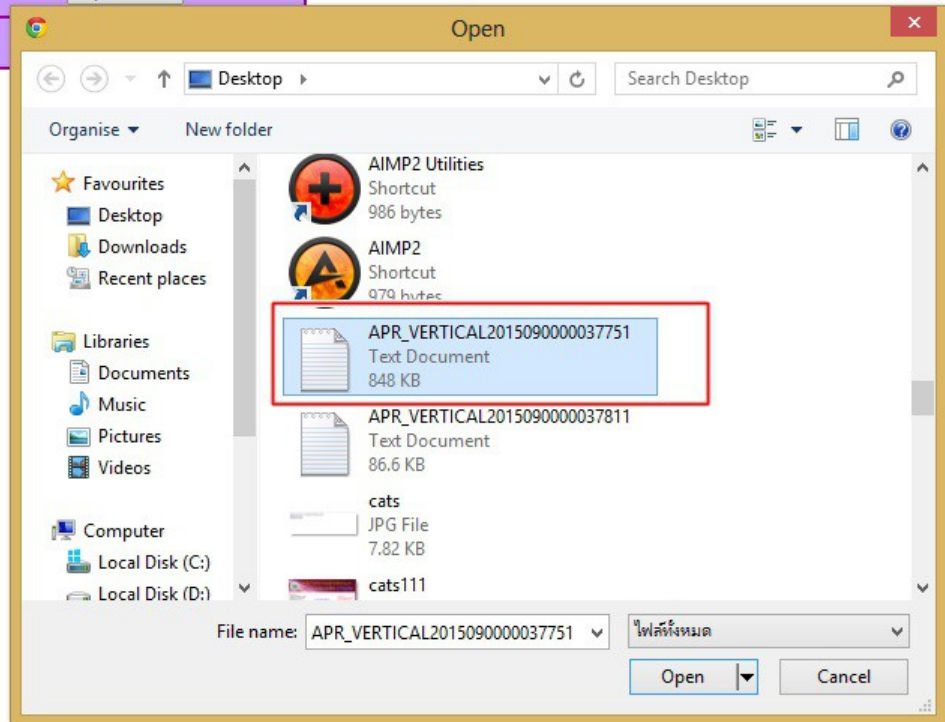 Open
Desktop
Search Desktop
Organise
New folder
Favourites
Desktop
Downloads
Recent places
Libraries
Documents
Music
Pictures
Videos
Computer
Local Disk (C:)
Local Disk (D:)
AIMP2 Utilities
Shortcut
986 bytes
AIMP2
Shortcut
979 bytes
APR_VERTICAL2015090000037751
Text Document
848 KB
APR_VERTICAL2015090000037811
Text Document
86.6 KB
cats
JPG File
7.82 KB
cats111
File name: APR_VERTICAL2015090000037751
ไฟล์ทั้งหมด
Open
Cancel